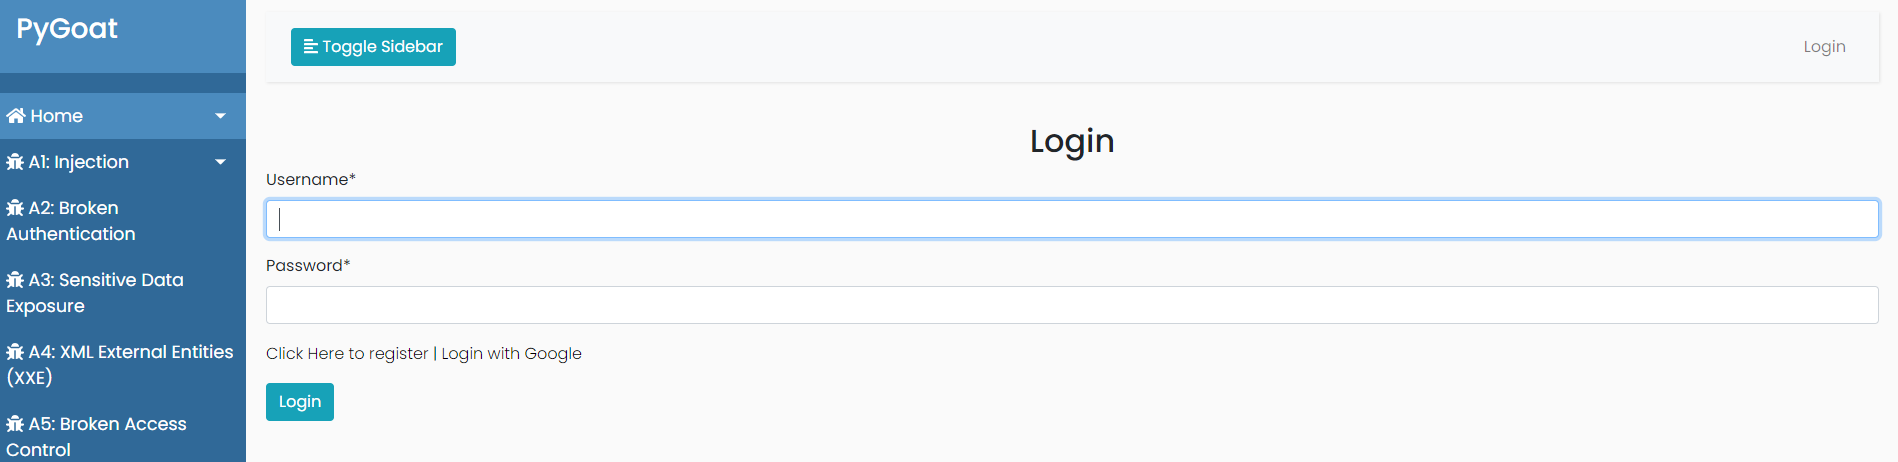 PyGoat
Toggle Sidebar
Login
Home
A1: Injection
A2: Broken
Authentication
A3: Sensitive Data
Exposure
A4: XML External Entities
(XXE)
A5: Broken Access
Control
Login
Username*
Password*
Click Here to register | Login with Google
Login